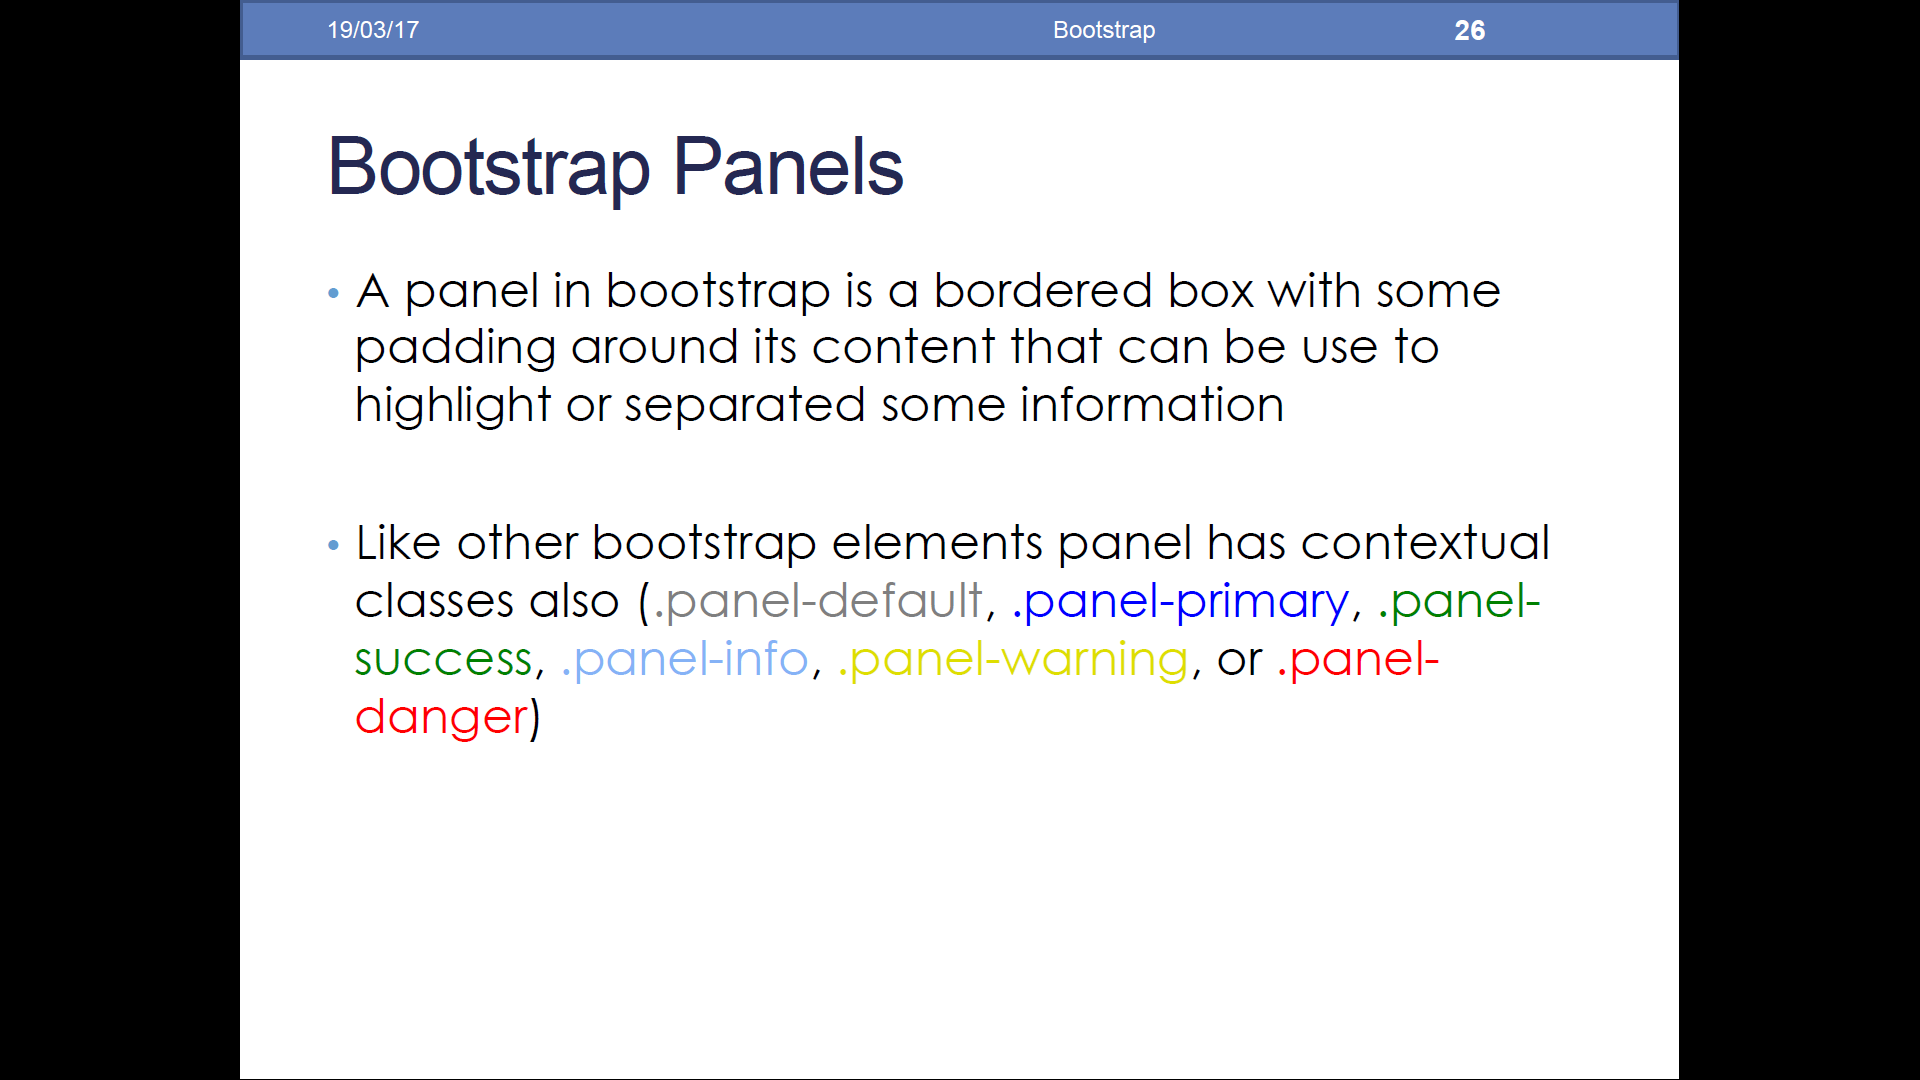 19/03/17 Bootstrap 26
Bootstrap Panels
• A panel in bootstrap is a bordered box with some
padding around its content that can be use to
highlight or separated some information
• Like other bootstrap elements panel has contextual
classes also (.panel-default, .panel-primary, .panel-
success, .panel-info, .panel-warning, or .panel-
danger)